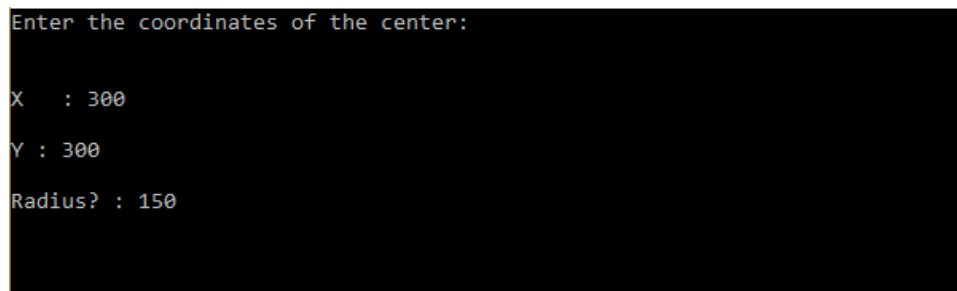 Enter the coordinates of the center:
X   : 300
Y : 300
Radius? : 150